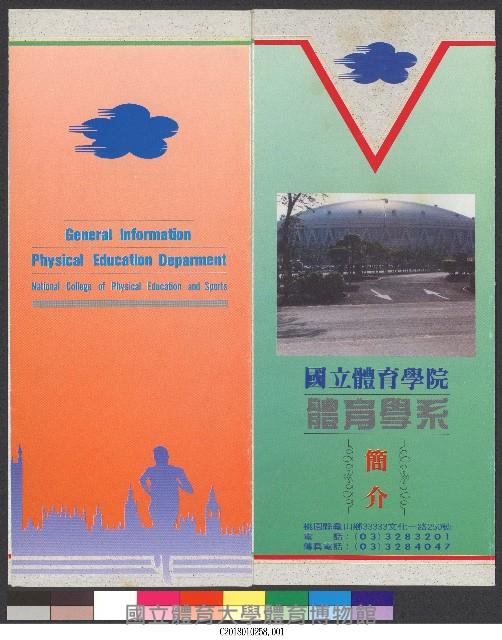 General Information
Physical Education Deparment
National College of Physical Education and Sports
國立體育學院
體育學系
簡
介
桃園縣龜山鄉33333文化一路250號
電 話：(03)3283201
傳真電話：(03)3284047
國立體育大學體育博物館
C2018010258_001